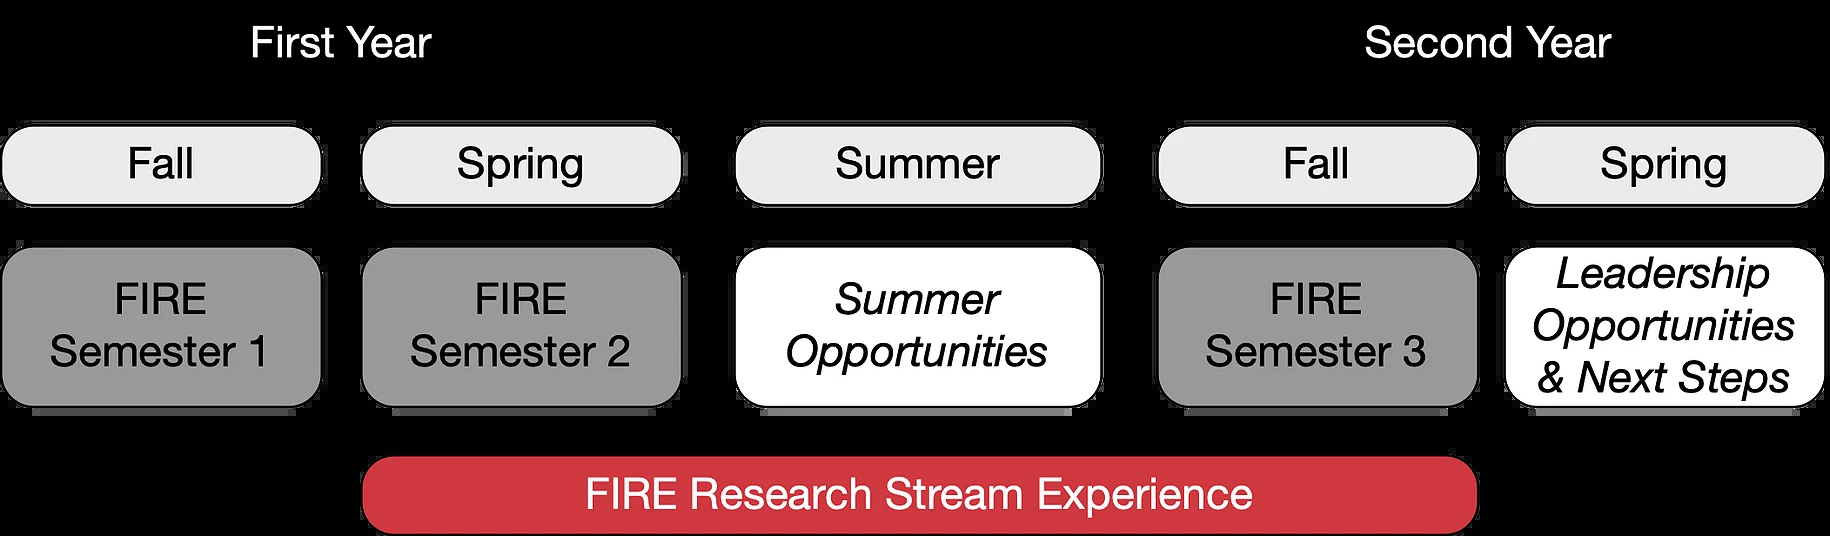 First Year
Second Year
Fall
Spring
Summer
Fall
Spring
FIRE
Semester 1
FIRE
Semester 2
Summer
Opportunities
FIRE
Semester 3
Leadership
Opportunities
& Next Steps
FIRE Research Stream Experience